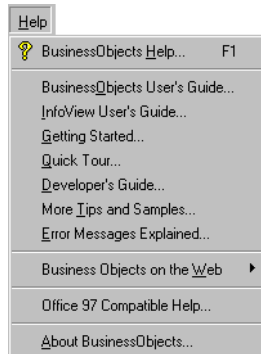 Help
BusinessObjects Help... F1
BusinessObjects User's Guide...
InfoView User's Guide...
Getting Started...
Quick Tour...
Developer's Guide...
More Tips and Samples...
Error Messages Explained...
Business Objects on the Web
Office 97 Compatible Help...
About BusinessObjects...